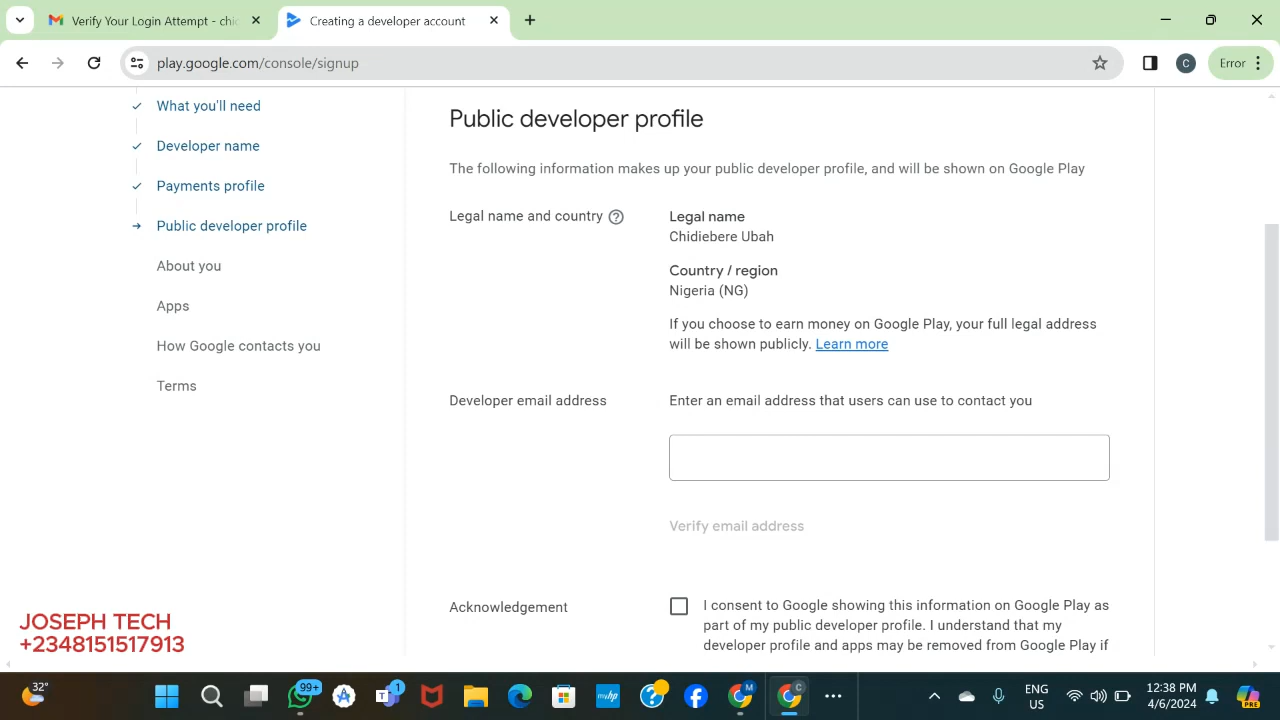 Verify Your Login Attempt - chi
Creating a developer account
play.google.com/console/signup
C
Error
What you'll need
Developer name
Payments profile
Public developer profile
About you
Apps
How Google contacts you
Terms
Public developer profile
The following information makes up your public developer profile, and will be shown on Google Play
Legal name and country
Legal name
Chidiebere Ubah
Country / region
Nigeria (NG)
If you choose to earn money on Google Play, your full legal address
will be shown publicly. Learn more
Developer email address
Enter an email address that users can use to contact you
Verify email address
Acknowledgement
I consent to Google showing this information on Google Play as
part of my public developer profile. I understand that my
developer profile and apps may be removed from Google Play if
JOSEPH TECH
+2348151517913
32°
99+
1
myhp
M
C
ENG
US
12:38 PM
4/6/2024
PRE